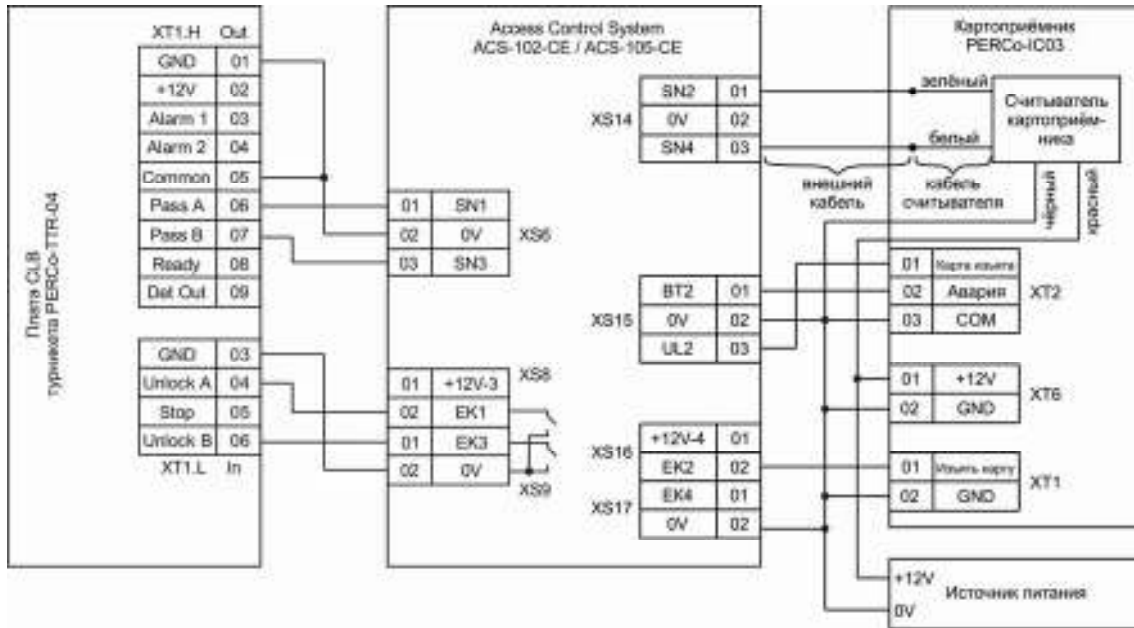 Плата CLB
турникета PERCo-TTR-04
XT1.H Out
GND 01
+12V 02
Alarm 1 03
Alarm 2 04
Common 05
Pass A 06
Pass B 07
Ready 08
Det Out 09
GND 03
Unlock A 04
Stop 05
Unlock B 06
XT1.L In
Access Control System
ACS-102-CE / ACS-105-CE
01 SN1
02 0V
03 SN3
XS6
01 +12V-3
02 EK1
XS8
01 EK3
02 0V
XS9
XS14
SN2 01
0V 02
SN4 03
XS15
BT2 01
0V 02
UL2 03
XS16
+12V-4 01
EK2 02
XS17
EK4 01
0V 02
внешний
кабель
кабель
считывателя
зелёный
белый
чёрный
красный
Картоприёмник
PERCo-IC03
Считыватель
картоприём-
ника
01 Карта изъята
02 Авария
03 COM
XT2
01 +12V
02 GND
XT6
01 Изъять карту
02 GND
XT1
+12V
0V
Источник питания